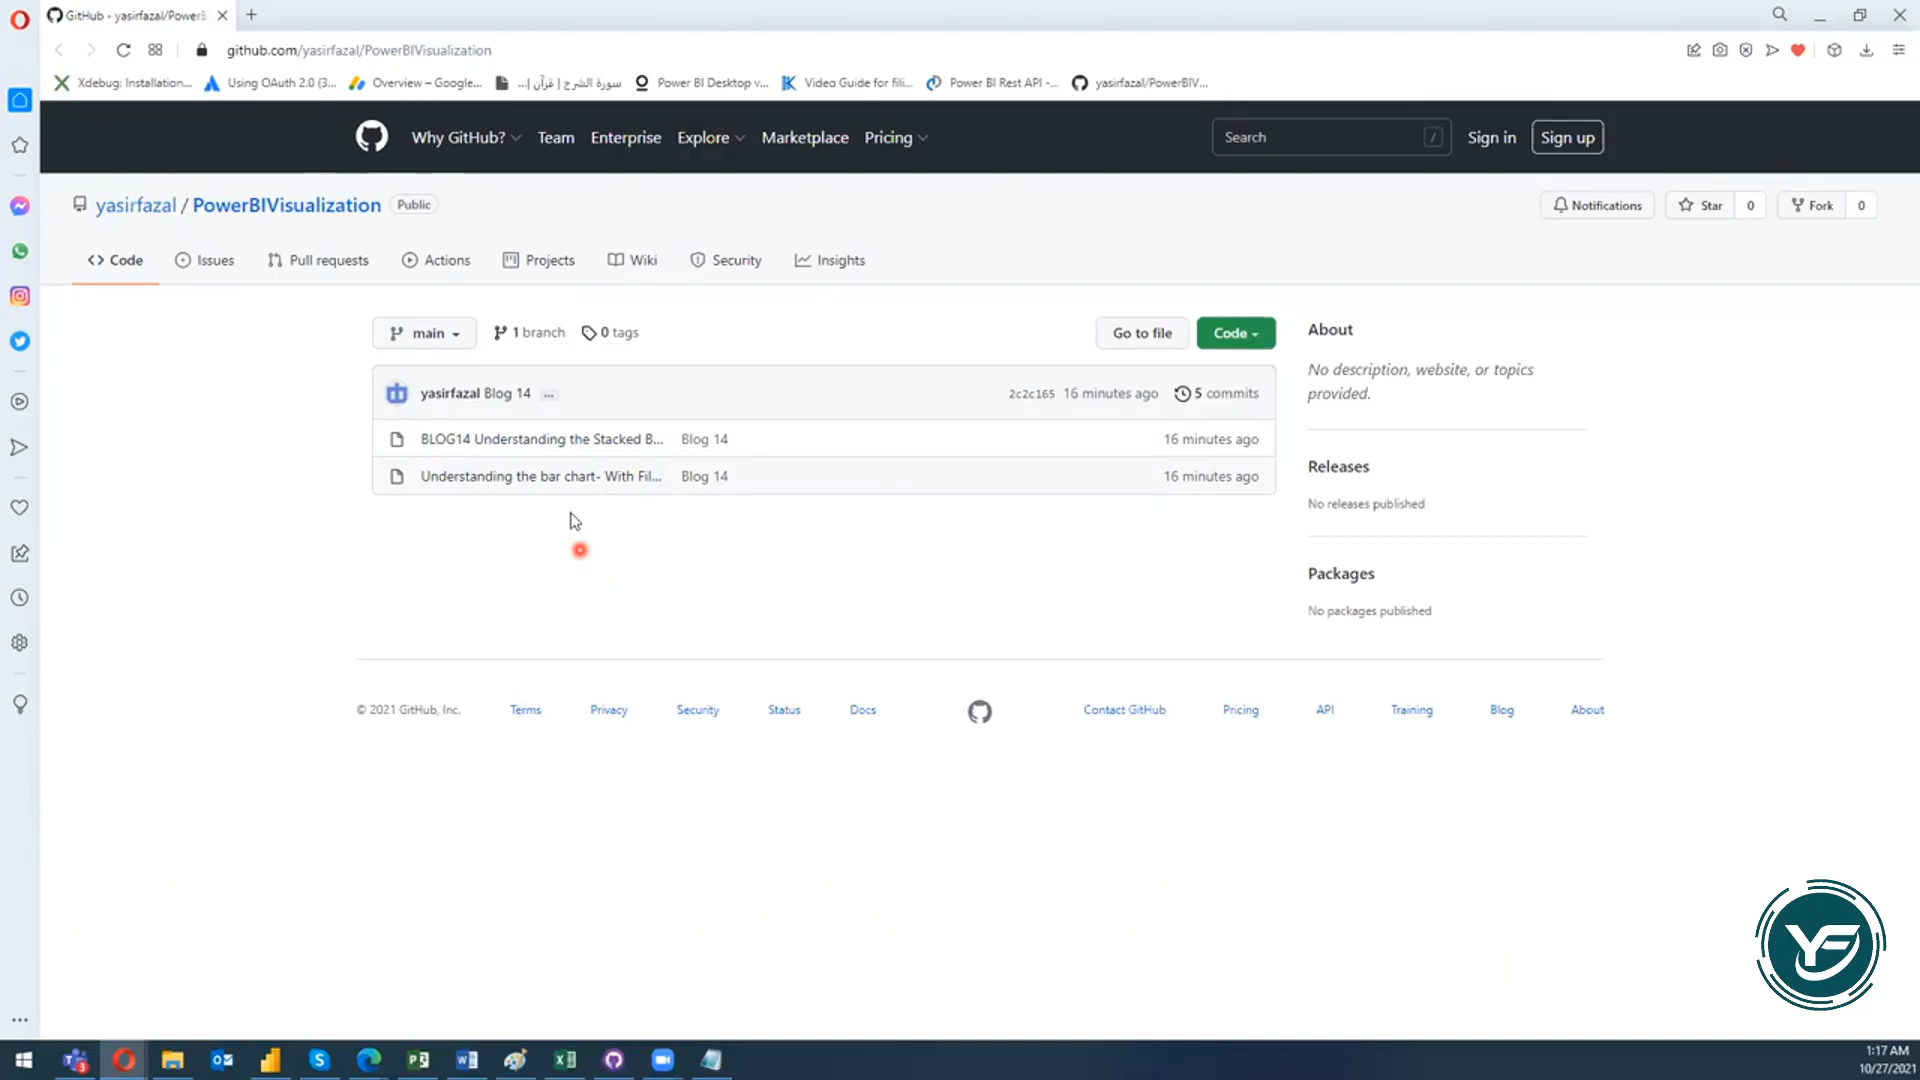 GitHub - yasirfazal/PowerB
github.com/yasirfazal/PowerBIVisualization
Xdebug: Installation... Using OAuth 2.0 (3... Overview – Google... سورة الشرح | قرآن |... Power BI Desktop v... Video Guide for fili... Power BI Rest API -... yasirfazal/PowerBIV...
Why GitHub? Team Enterprise Explore Marketplace Pricing Search / Sign in Sign up
yasirfazal / PowerBIVisualization Public Notifications Star 0 Fork 0
<> Code Issues Pull requests Actions Projects Wiki Security Insights
main 1 branch 0 tags Go to file Code
yasirfazal Blog 14 ... 2c2c165 16 minutes ago 5 commits
BLOG14 Understanding the Stacked B... Blog 14 16 minutes ago
Understanding the bar chart- With Fil... Blog 14 16 minutes ago
About
No description, website, or topics
provided.
Releases
No releases published
Packages
No packages published
© 2021 GitHub, Inc. Terms Privacy Security Status Docs Contact GitHub Pricing API Training Blog About
YF
1:17 AM
10/27/2021